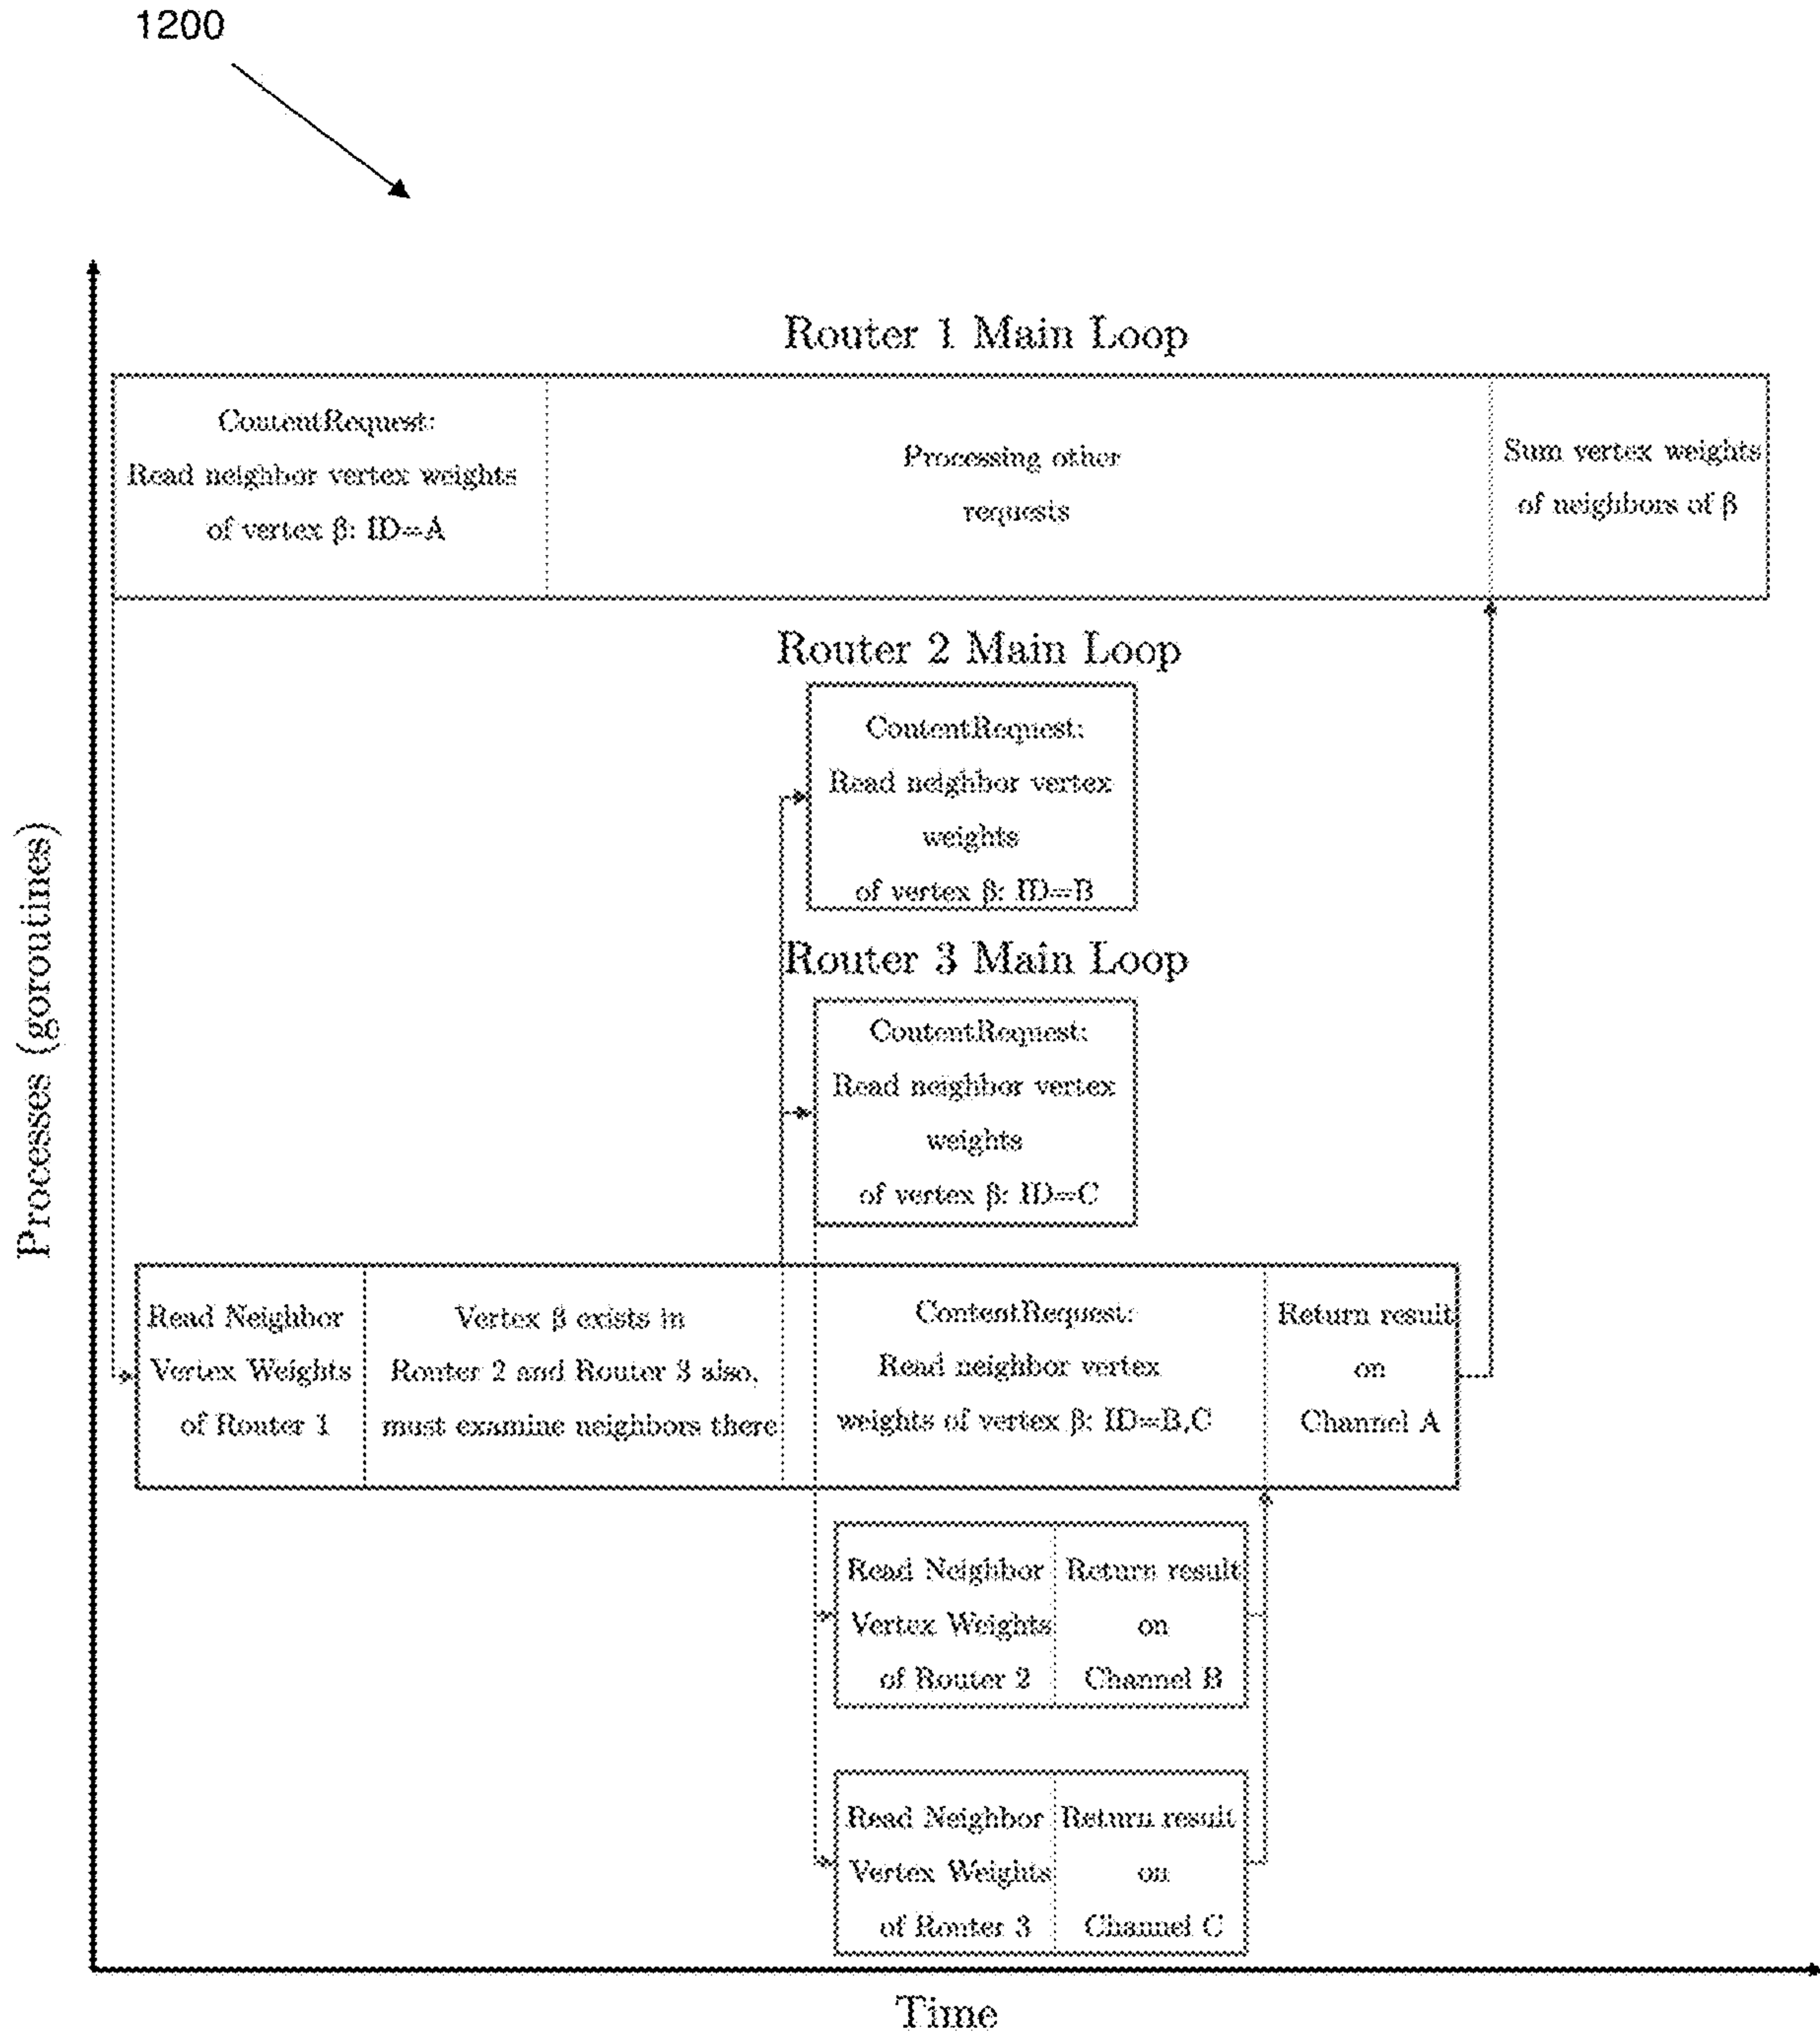 1200
Router 1 Main Loop
ContentRequest:
Read neighbor vertex weights
of vertex β: ID=A
Processing other
requests
Sum vertex weights
of neighbors of β
Router 2 Main Loop
ContentRequest:
Read neighbor vertex
weights
of vertex β: ID=B
Router 3 Main Loop
ContentRequest:
Read neighbor vertex
weights
of vertex β: ID=C
Processes (goroutines)
Read Neighbor
Vertex Weights
of Router 1
Vertex β exists in
Router 2 and Router 3 also,
must examine neighbors there
ContentRequest:
Read neighbor vertex
weights of vertex β: ID=B,C
Return result
on
Channel A
Read Neighbor
Vertex Weights
of Router 2
Return result
on
Channel B
Read Neighbor
Vertex Weights
of Router 3
Return result
on
Channel C
Time